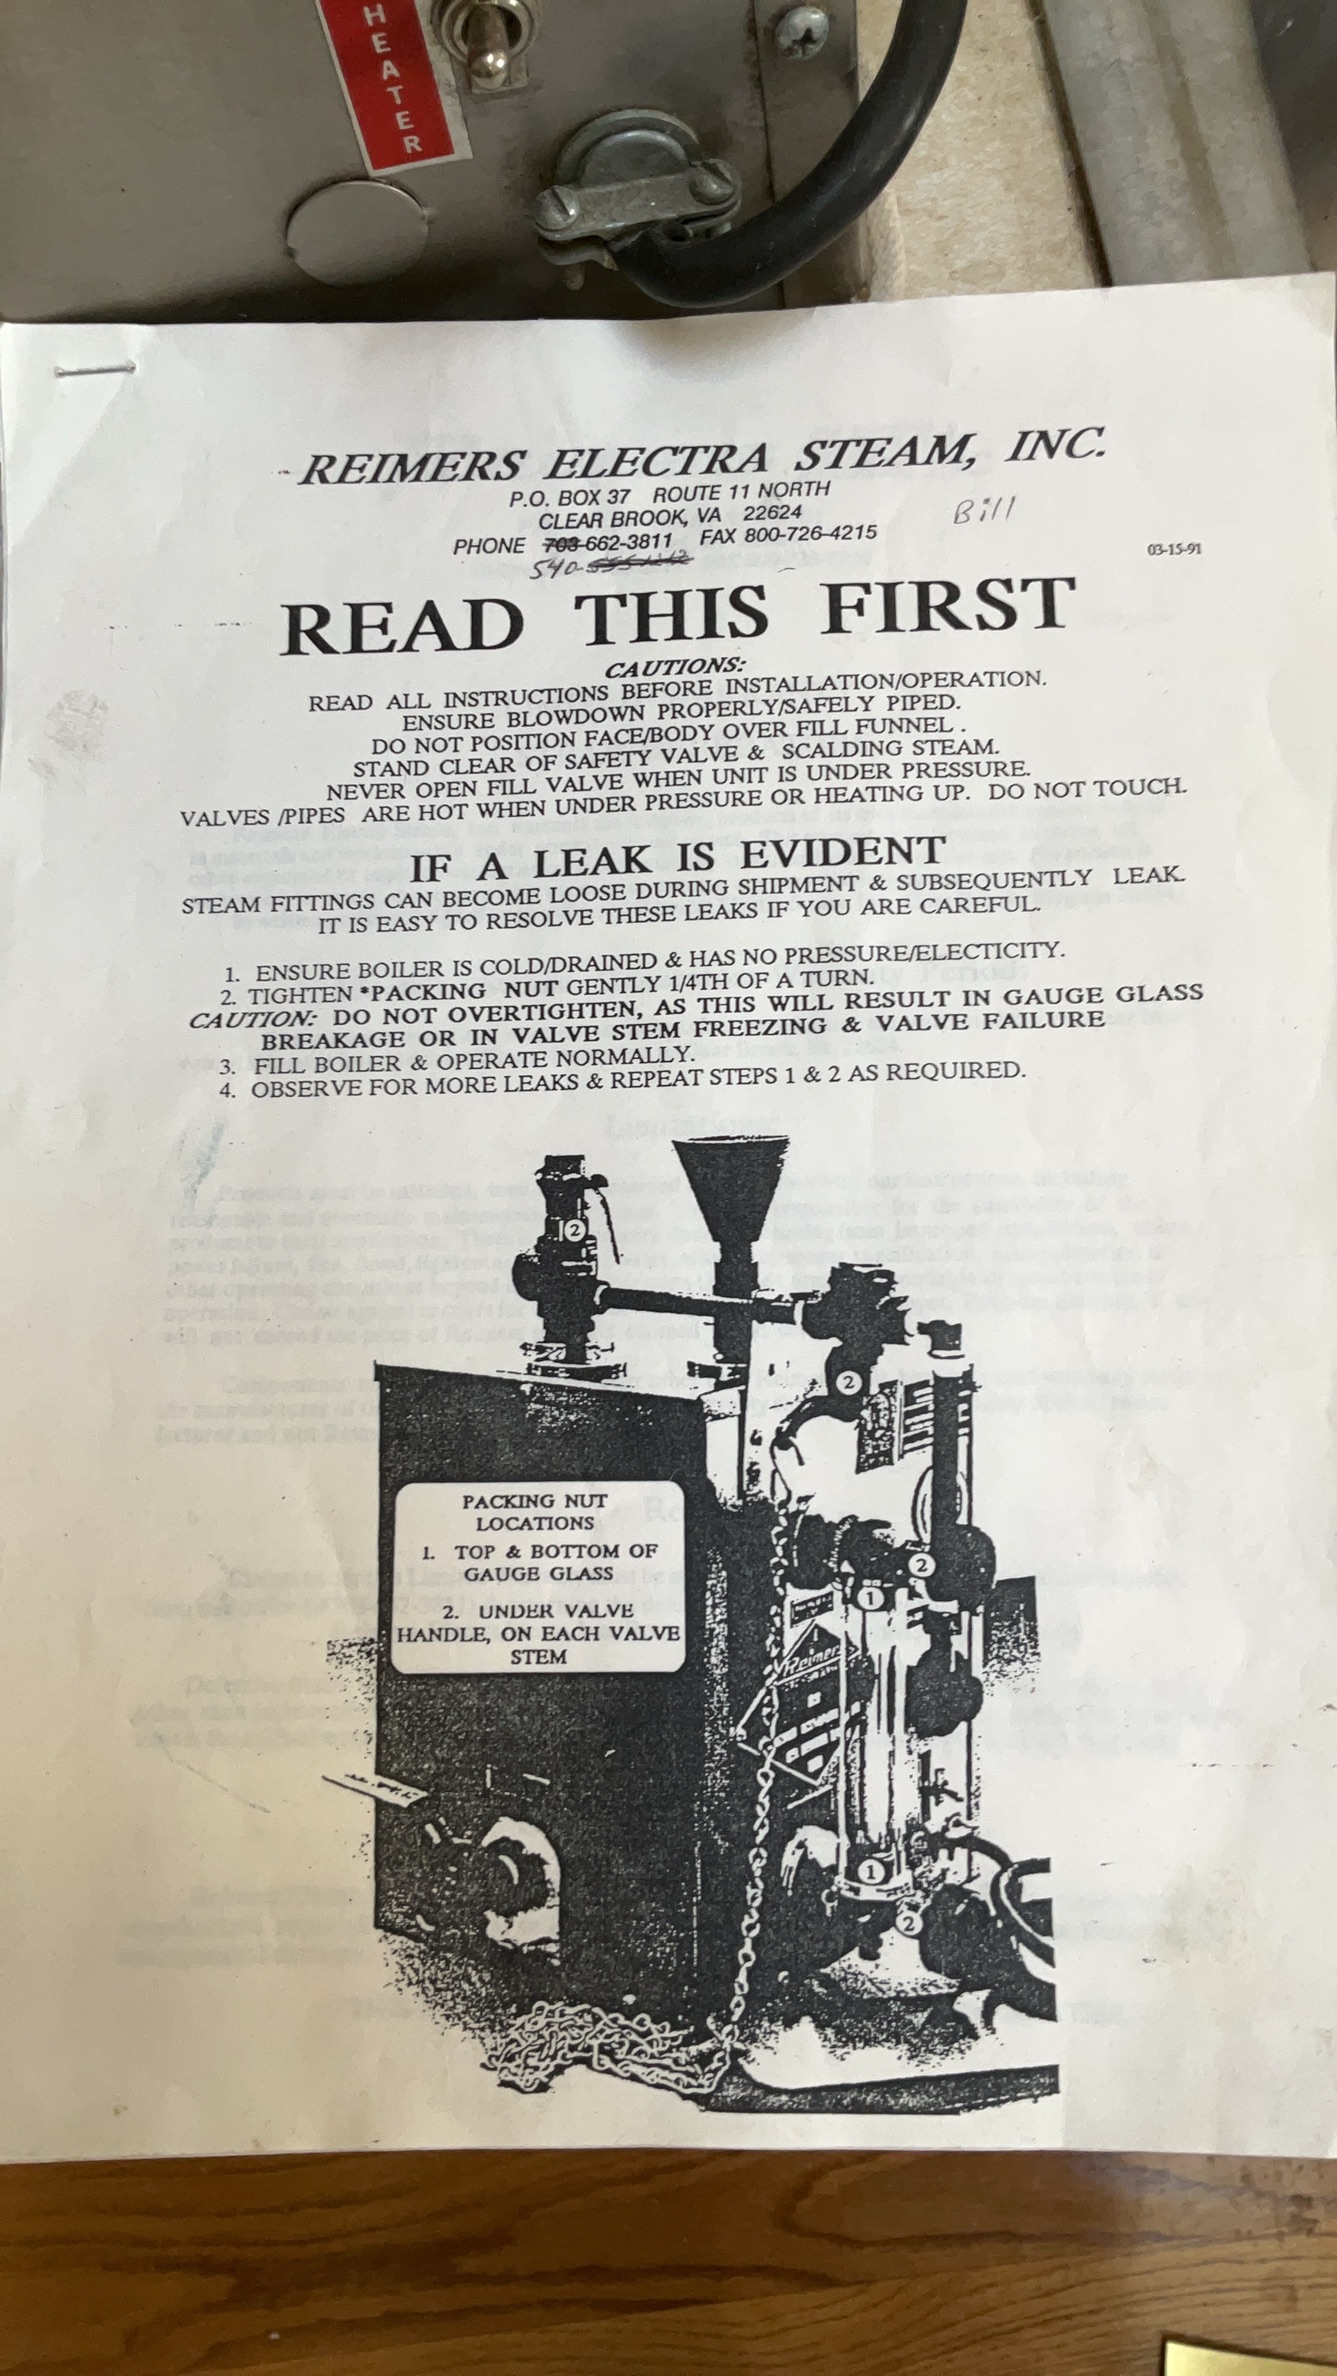 HEATER
REIMERS ELECTRA STEAM, INC.
P.O. BOX 37 ROUTE 11 NORTH
CLEAR BROOK, VA 22624
Bill
PHONE 703-662-3811 FAX 800-726-4215
540-
03-15-91
READ THIS FIRST
CAUTIONS:
READ ALL INSTRUCTIONS BEFORE INSTALLATION/OPERATION.
ENSURE BLOWDOWN PROPERLY/SAFELY PIPED.
DO NOT POSITION FACE/BODY OVER FILL FUNNEL .
STAND CLEAR OF SAFETY VALVE & SCALDING STEAM.
NEVER OPEN FILL VALVE WHEN UNIT IS UNDER PRESSURE.
VALVES /PIPES ARE HOT WHEN UNDER PRESSURE OR HEATING UP. DO NOT TOUCH.
IF A LEAK IS EVIDENT
STEAM FITTINGS CAN BECOME LOOSE DURING SHIPMENT & SUBSEQUENTLY LEAK.
IT IS EASY TO RESOLVE THESE LEAKS IF YOU ARE CAREFUL.
1. ENSURE BOILER IS COLD/DRAINED & HAS NO PRESSURE/ELECTICITY.
2. TIGHTEN *PACKING NUT GENTLY 1/4TH OF A TURN.
CAUTION: DO NOT OVERTIGHTEN, AS THIS WILL RESULT IN GAUGE GLASS
BREAKAGE OR IN VALVE STEM FREEZING & VALVE FAILURE
3. FILL BOILER & OPERATE NORMALLY.
4. OBSERVE FOR MORE LEAKS & REPEAT STEPS 1 & 2 AS REQUIRED.
2
2
PACKING NUT
LOCATIONS
1. TOP & BOTTOM OF
GAUGE GLASS
2. UNDER VALVE
HANDLE, ON EACH VALVE
STEM
2
1
Reimers
1
2